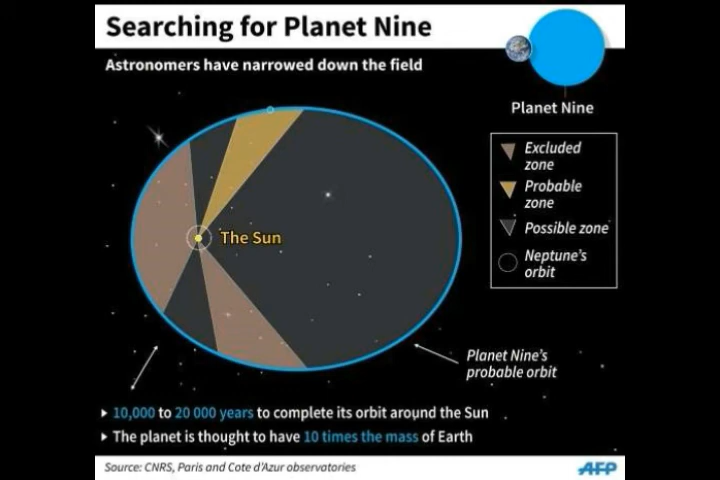 Searching for Planet Nine
Astronomers have narrowed down the field
Planet Nine
Excluded
zone
Probable
zone
Possible zone
Neptune's
orbit
The Sun
Planet Nine's
probable orbit
10,000 to 20 000 years to complete its orbit around the Sun
The planet is thought to have 10 times the mass of Earth
Source: CNRS, Paris and Cote d'Azur observatories
AFP